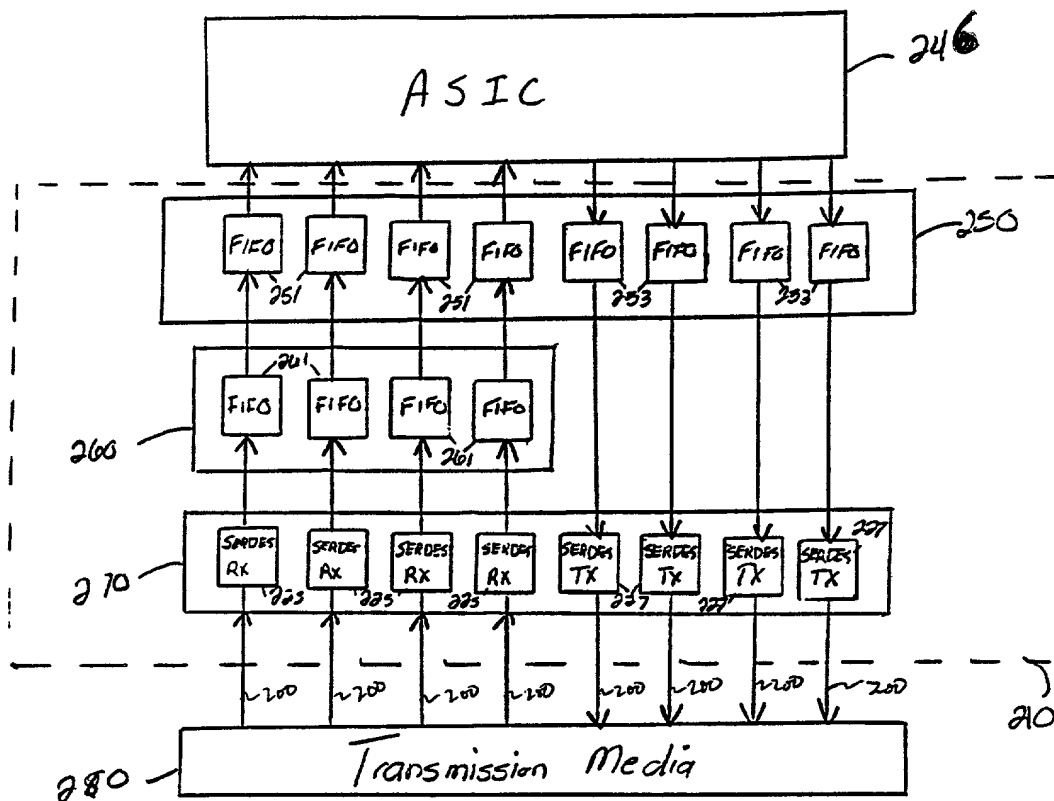 246
ASIC
250
FIFO FIFO FIFO FIFO FIFO FIFO FIFO FIFO
251 251 253 253
261
FIFO FIFO FIFO FIFO
260
261
270
SERDES RX SERDES RX SERDES RX SERDES RX SERDES TX SERDES TX SERDES TX SERDES TX
227
225 225 225 227 227
200 200 200 200 200 200 200 200
210
280
Transmission Media